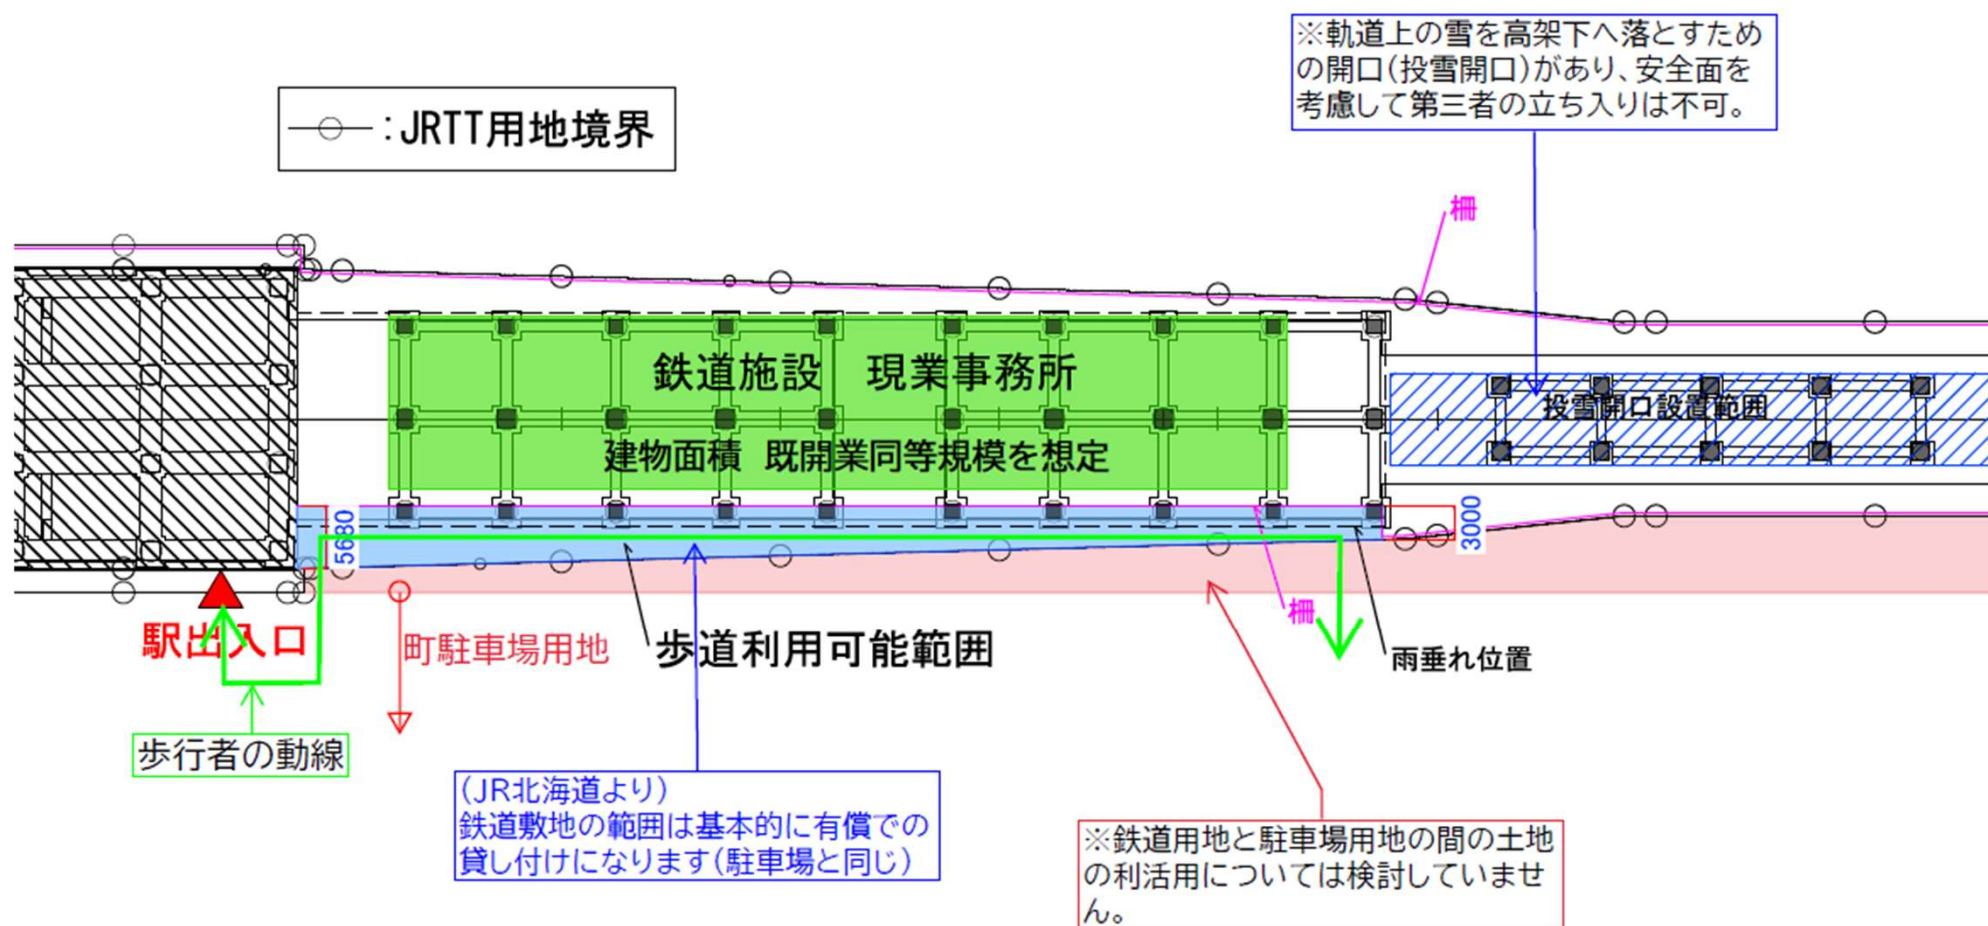 ※軌道上の雪を高架下へ落とすため
の開口(投雪開口)があり、安全面を
考慮して第三者の立ち入りは不可。
:JRTT用地境界
柵
鉄道施設 現業事務所
建物面積 既開業同等規模を想定
投雪開口設置範囲
5680
3000
柵
駅出入口
町駐車場用地
歩道利用可能範囲
雨垂れ位置
歩行者の動線
(JR北海道より)
鉄道敷地の範囲は基本的に有償での
貸し付けになります(駐車場と同じ)
※鉄道用地と駐車場用地の間の土地
の利活用については検討していませ
ん。